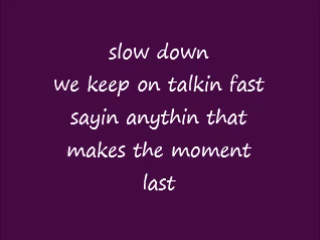 slow down
we keep on talkin fast
sayin anythin that
makes the moment
last